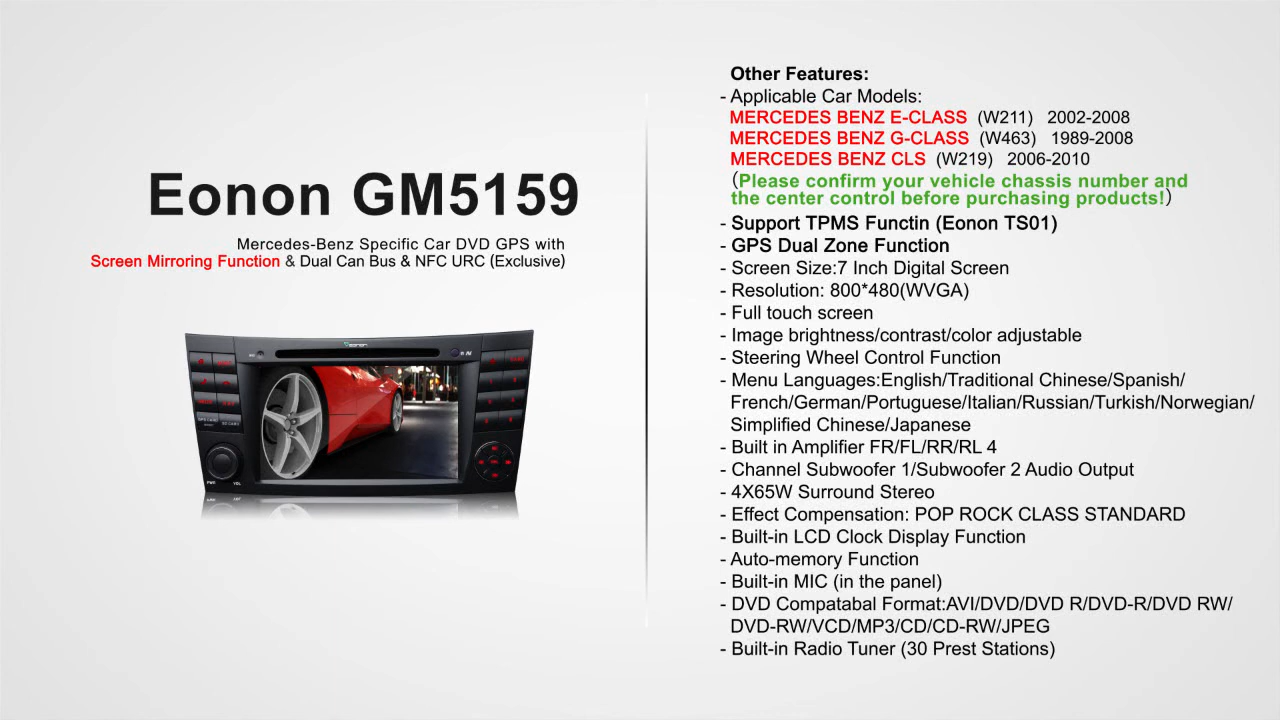 Eonon GM5159
Mercedes-Benz Specific Car DVD GPS with
Screen Mirroring Function & Dual Can Bus & NFC URC (Exclusive)
eonon
PWR
VOL
Other Features:
- Applicable Car Models:
MERCEDES BENZ E-CLASS (W211) 2002-2008
MERCEDES BENZ G-CLASS (W463) 1989-2008
MERCEDES BENZ CLS (W219) 2006-2010
(Please confirm your vehicle chassis number and
the center control before purchasing products!)
- Support TPMS Functin (Eonon TS01)
- GPS Dual Zone Function
- Screen Size:7 Inch Digital Screen
- Resolution: 800*480(WVGA)
- Full touch screen
- Image brightness/contrast/color adjustable
- Steering Wheel Control Function
- Menu Languages:English/Traditional Chinese/Spanish/
French/German/Portuguese/Italian/Russian/Turkish/Norwegian/
Simplified Chinese/Japanese
- Built in Amplifier FR/FL/RR/RL 4
- Channel Subwoofer 1/Subwoofer 2 Audio Output
- 4X65W Surround Stereo
- Effect Compensation: POP ROCK CLASS STANDARD
- Built-in LCD Clock Display Function
- Auto-memory Function
- Built-in MIC (in the panel)
- DVD Compatabal Format:AVI/DVD/DVD R/DVD-R/DVD RW/
DVD-RW/VCD/MP3/CD/CD-RW/JPEG
- Built-in Radio Tuner (30 Prest Stations)